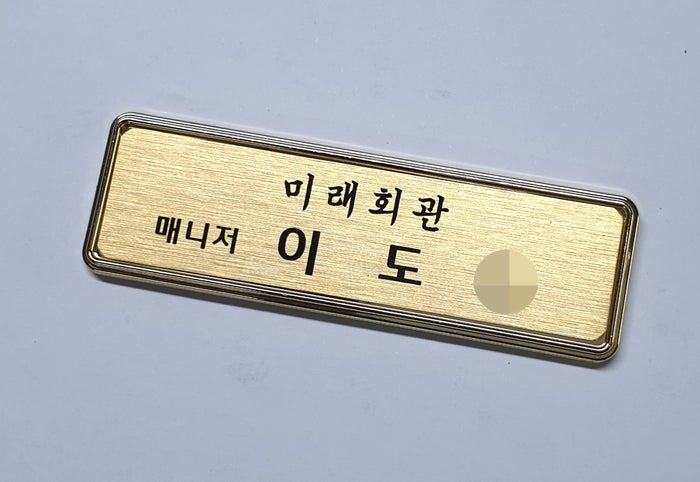 미래회관
매니저 이 도